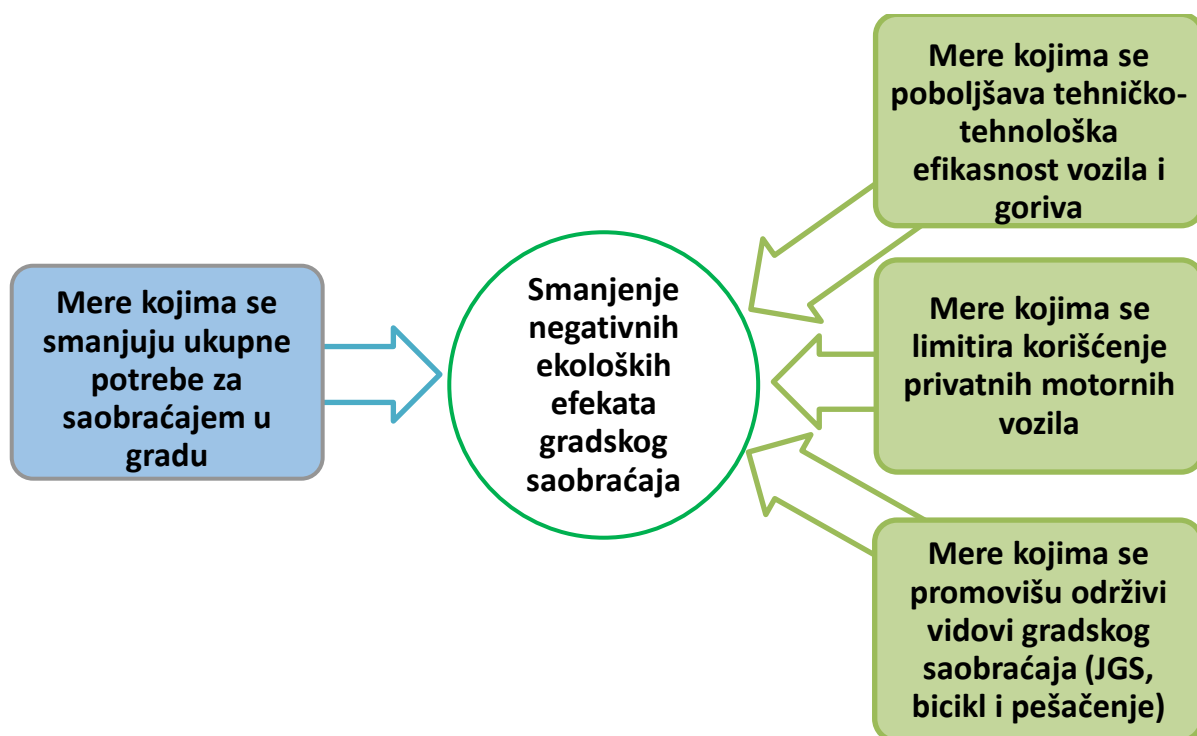 Mere kojima se
smanjuju ukupne
potrebe za
saobraćajem u
gradu
Smanjenje
negativnih
ekoloških
efekata
gradskog
saobraćaja
Mere kojima se
poboljšava tehničko-
tehnološka
efikasnost vozila i
goriva
Mere kojima se
limitira korišćenje
privatnih motornih
vozila
Mere kojima se
promovišu održivi
vidovi gradskog
saobraćaja (JGS,
bicikl i pešačenje)